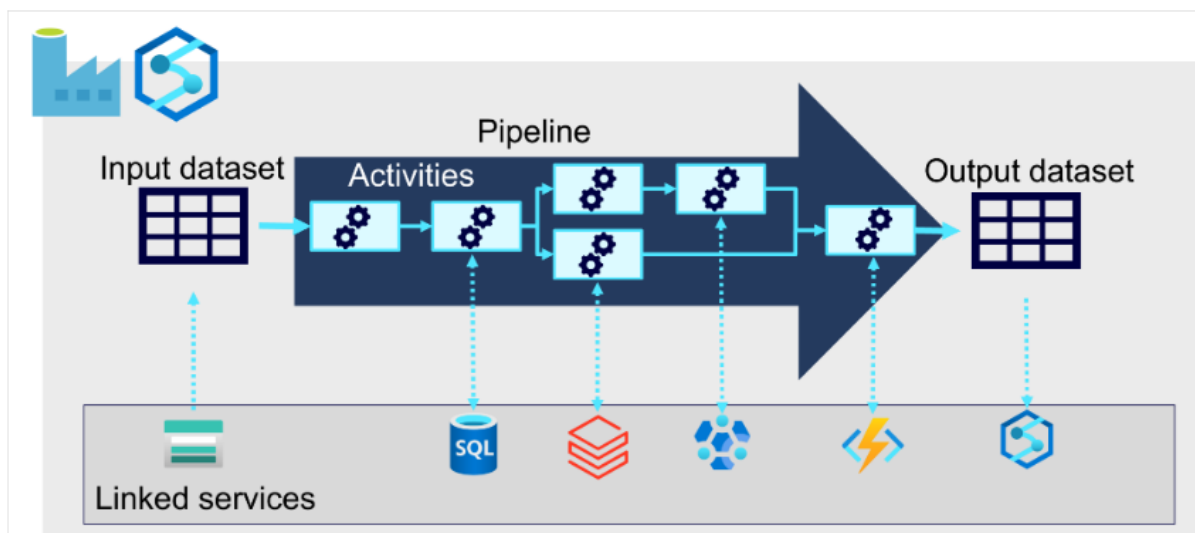 Pipeline
Input dataset
Activities
Output dataset
SQL
Linked services